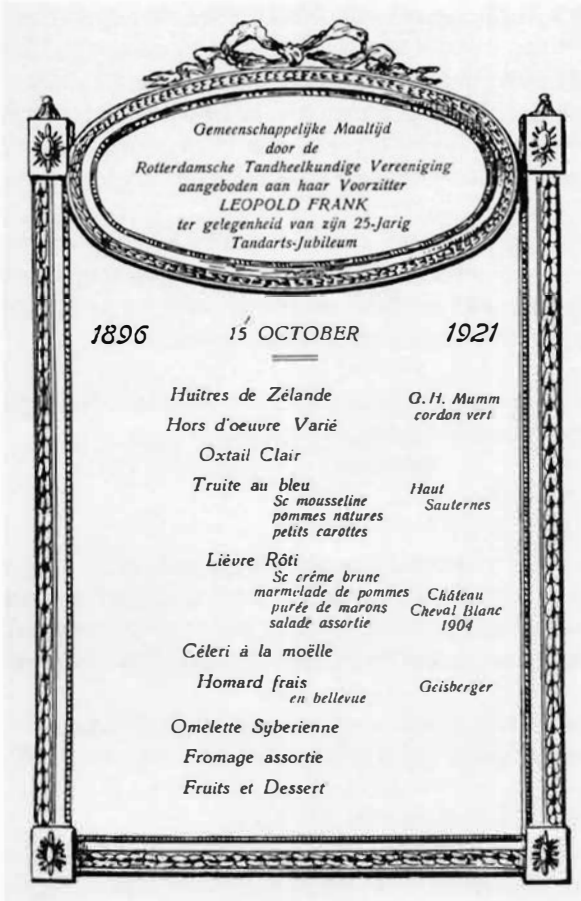 Gemeenschappelijke Maaltijd
door de
Rotterdamsche Tandheelkundige Vereeniging
aangeboden aan haar Voorzitter
LEOPOLD FRANK
ter gelegenheid van zijn 25-Jarig
Tandarts-Jubileum
1896 15 OCTOBER 1921
Huîtres de Zélande G. H. Mumm
cordon vert
Hors d'oeuvre Varié
Oxtail Clair
Truite au bleu Haut
Sc mousseline Sauternes
pommes natures
petits carottes
Lièvre Rôti
Sc crême brune
marmelade de pommes Château
purée de marons Cheval Blanc
salade assortie 1904
Céleri à la moëlle
Homard frais Geisberger
en bellevue
Omelette Syberienne
Fromage assortie
Fruits et Dessert